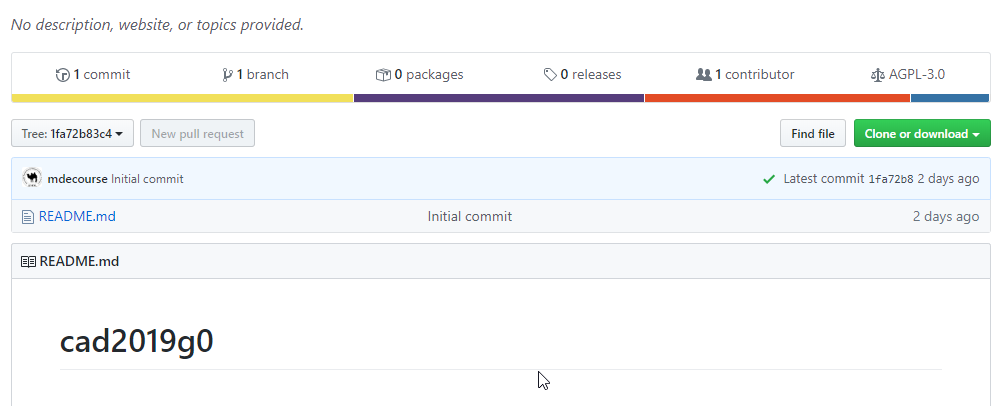 No description, website, or topics provided.
1 commit 1 branch 0 packages 0 releases 1 contributor AGPL-3.0
Tree: 1fa72b83c4 New pull request Find file Clone or download
mdecourse Initial commit Latest commit 1fa72b8 2 days ago
README.md Initial commit 2 days ago
README.md
cad2019g0